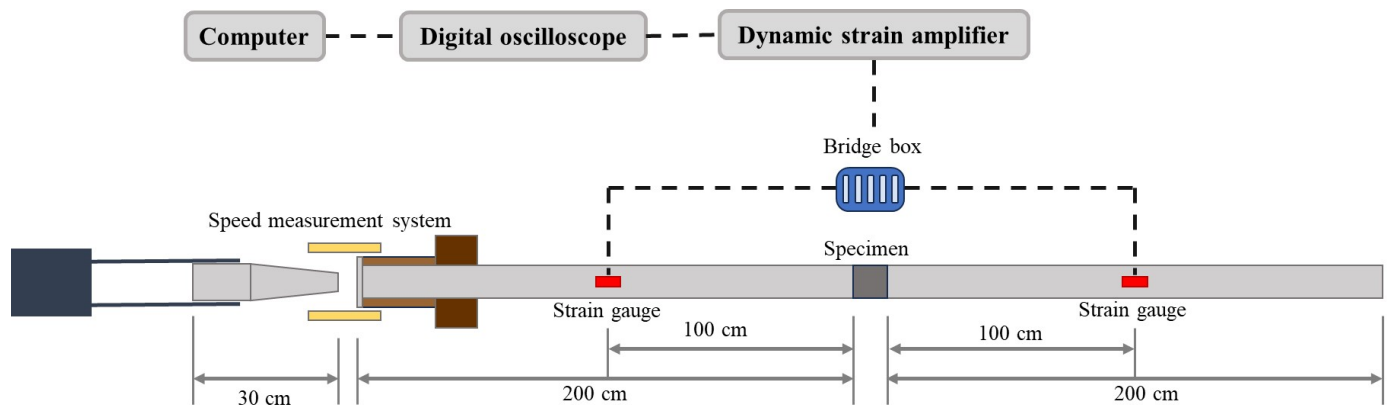 Computer
Digital oscilloscope
Dynamic strain amplifier
Bridge box
Speed measurement system
Specimen
Strain gauge
Strain gauge
100 cm
100 cm
30 cm
200 cm
200 cm